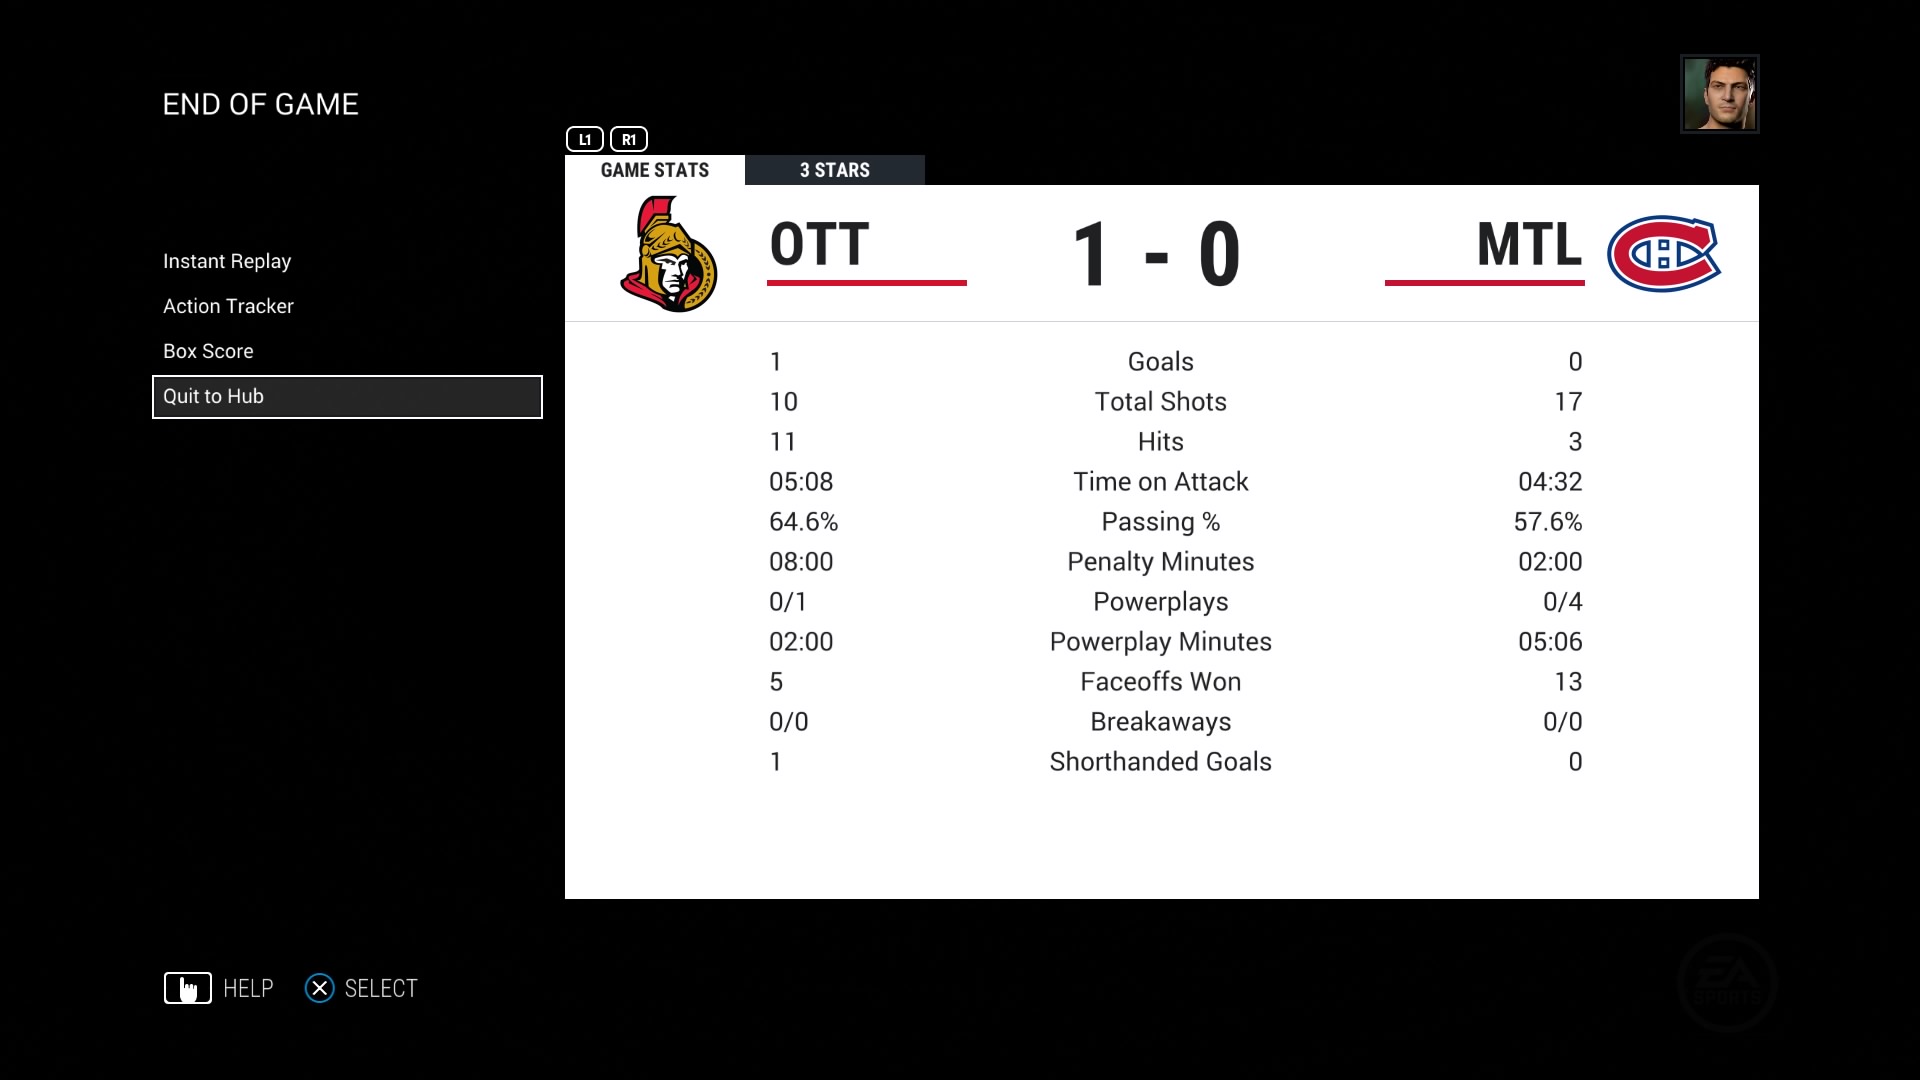 END OF GAME
L1 R1
GAME STATS 3 STARS
OTT 1 - 0 MTL
Instant Replay
Action Tracker
Box Score
Quit to Hub
1 Goals 0
10 Total Shots 17
11 Hits 3
05:08 Time on Attack 04:32
64.6% Passing % 57.6%
08:00 Penalty Minutes 02:00
0/1 Powerplays 0/4
02:00 Powerplay Minutes 05:06
5 Faceoffs Won 13
0/0 Breakaways 0/0
1 Shorthanded Goals 0
HELP SELECT
EA
SPORTS